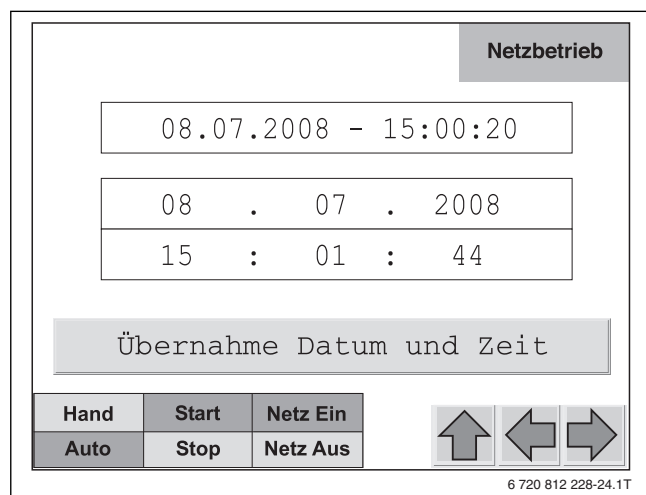 Netzbetrieb
08.07.2008 - 15:00:20
08 . 07 . 2008
15 : 01 : 44
Übernahme Datum und Zeit
Hand Start Netz Ein
Auto Stop Netz Aus
6 720 812 228-24.1T